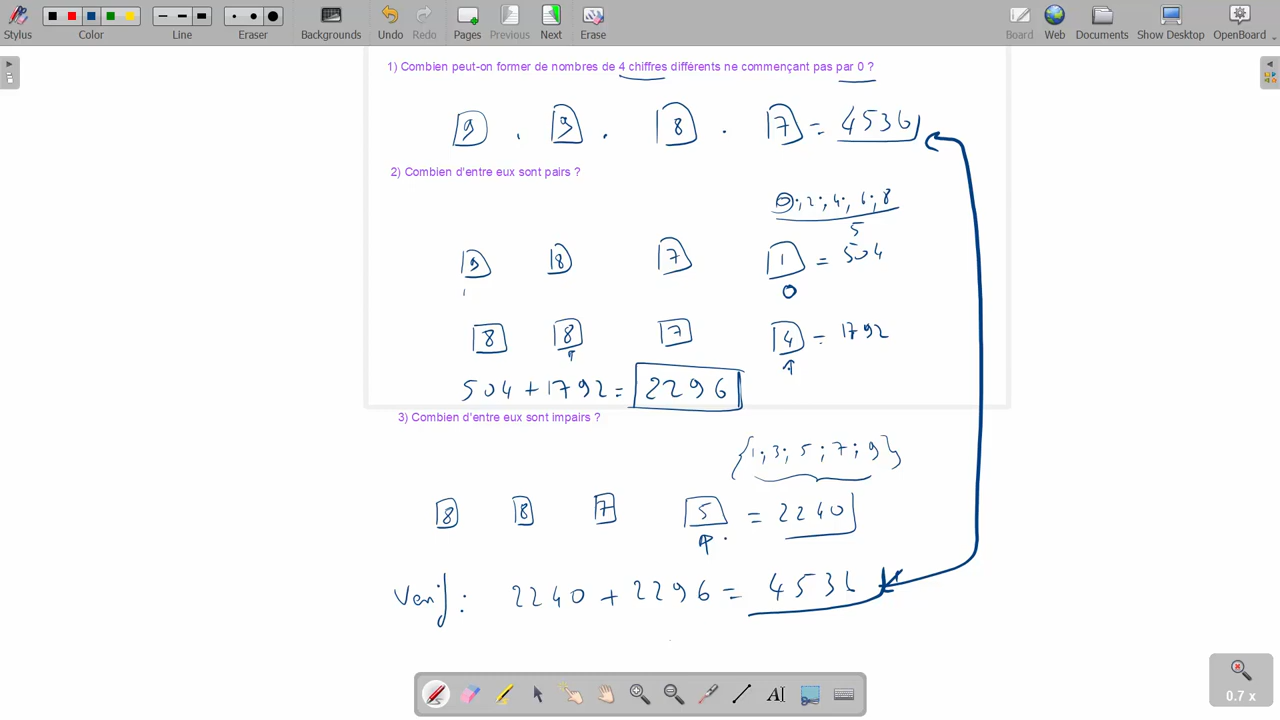 Stylus Color Line Eraser Backgrounds Undo Redo Pages Previous Next Erase Board Web Documents Show Desktop OpenBoard
1) Combien peut-on former de nombres de 4 chiffres différents ne commençant pas par 0 ?
9 . 9 . 8 . 7 = 4536
2) Combien d'entre eux sont pairs ?
0 ; 2 ; 4 ; 6 ; 8
5
9 8 7 1 = 504
0
8 8 7 4 = 1792
504 + 1792 = 2296
3) Combien d'entre eux sont impairs ?
{1 ; 3 ; 5 ; 7 ; 9}
8 8 7 5 = 2240
Verif : 2240 + 2296 = 4536
0.7 x